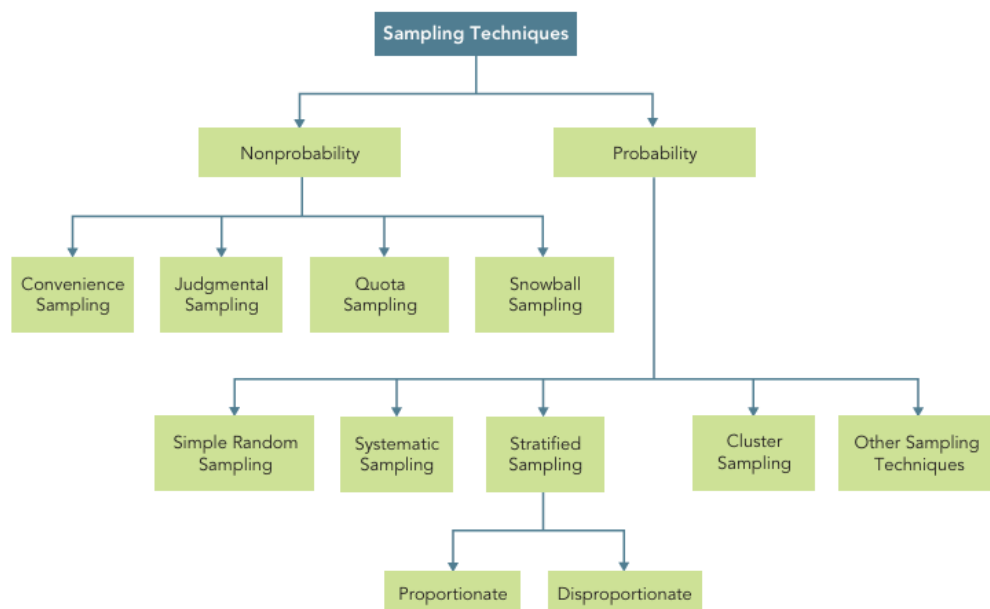 Sampling Techniques
Nonprobability
Probability
Convenience
Sampling
Judgmental
Sampling
Quota
Sampling
Snowball
Sampling
Simple Random
Sampling
Systematic
Sampling
Stratified
Sampling
Cluster
Sampling
Other Sampling
Techniques
Proportionate
Disproportionate